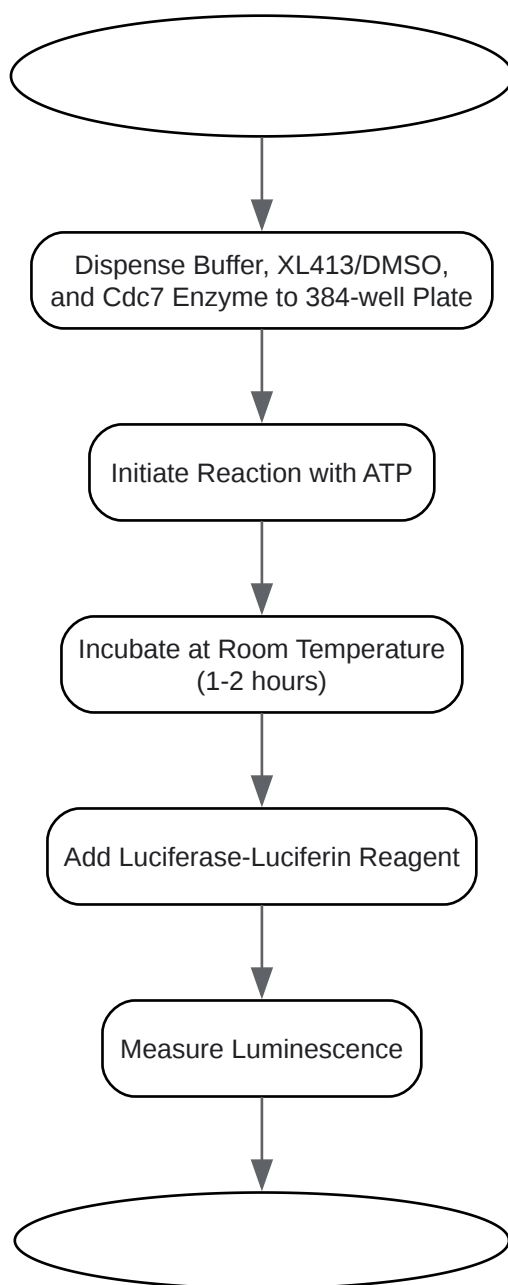 Dispense Buffer, XL413/DMSO,
and Cdc7 Enzyme to 384-well Plate
Initiate Reaction with ATP
Incubate at Room Temperature
(1-2 hours)
Add Luciferase-Luciferin Reagent
Measure Luminescence